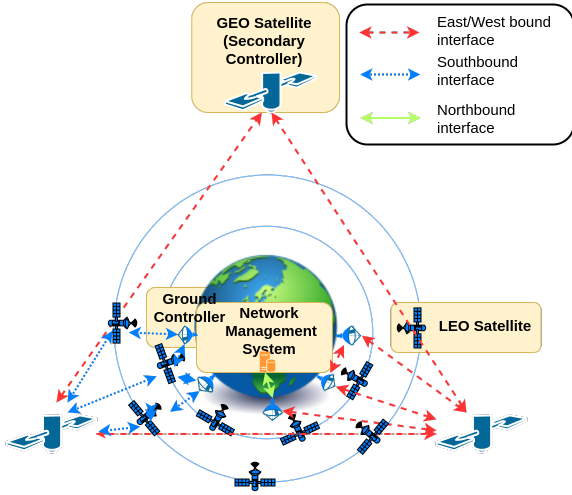 GEO Satellite
(Secondary
Controller)
East/West bound
interface
Southbound
interface
Northbound
interface
Ground
Controller
Network
Management
System
LEO Satellite